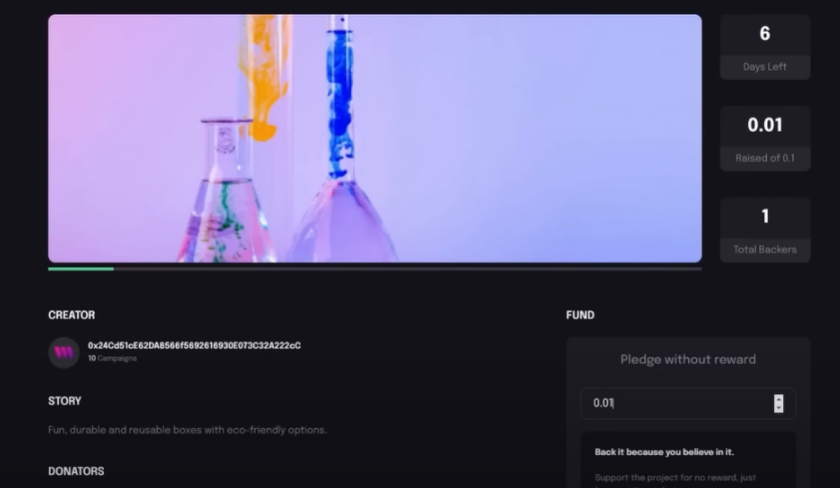 6
Days Left
0.01
Raised of 0.1
1
Total Backers
CREATOR
0x24Cd51cE62DA8566f5692616930E073C32A222cC
10 Campaigns
STORY
Fun, durable and reusable boxes with eco-friendly options.
DONATORS
FUND
Pledge without reward
0.01
Back it because you believe in it.
Support the project for no reward, just